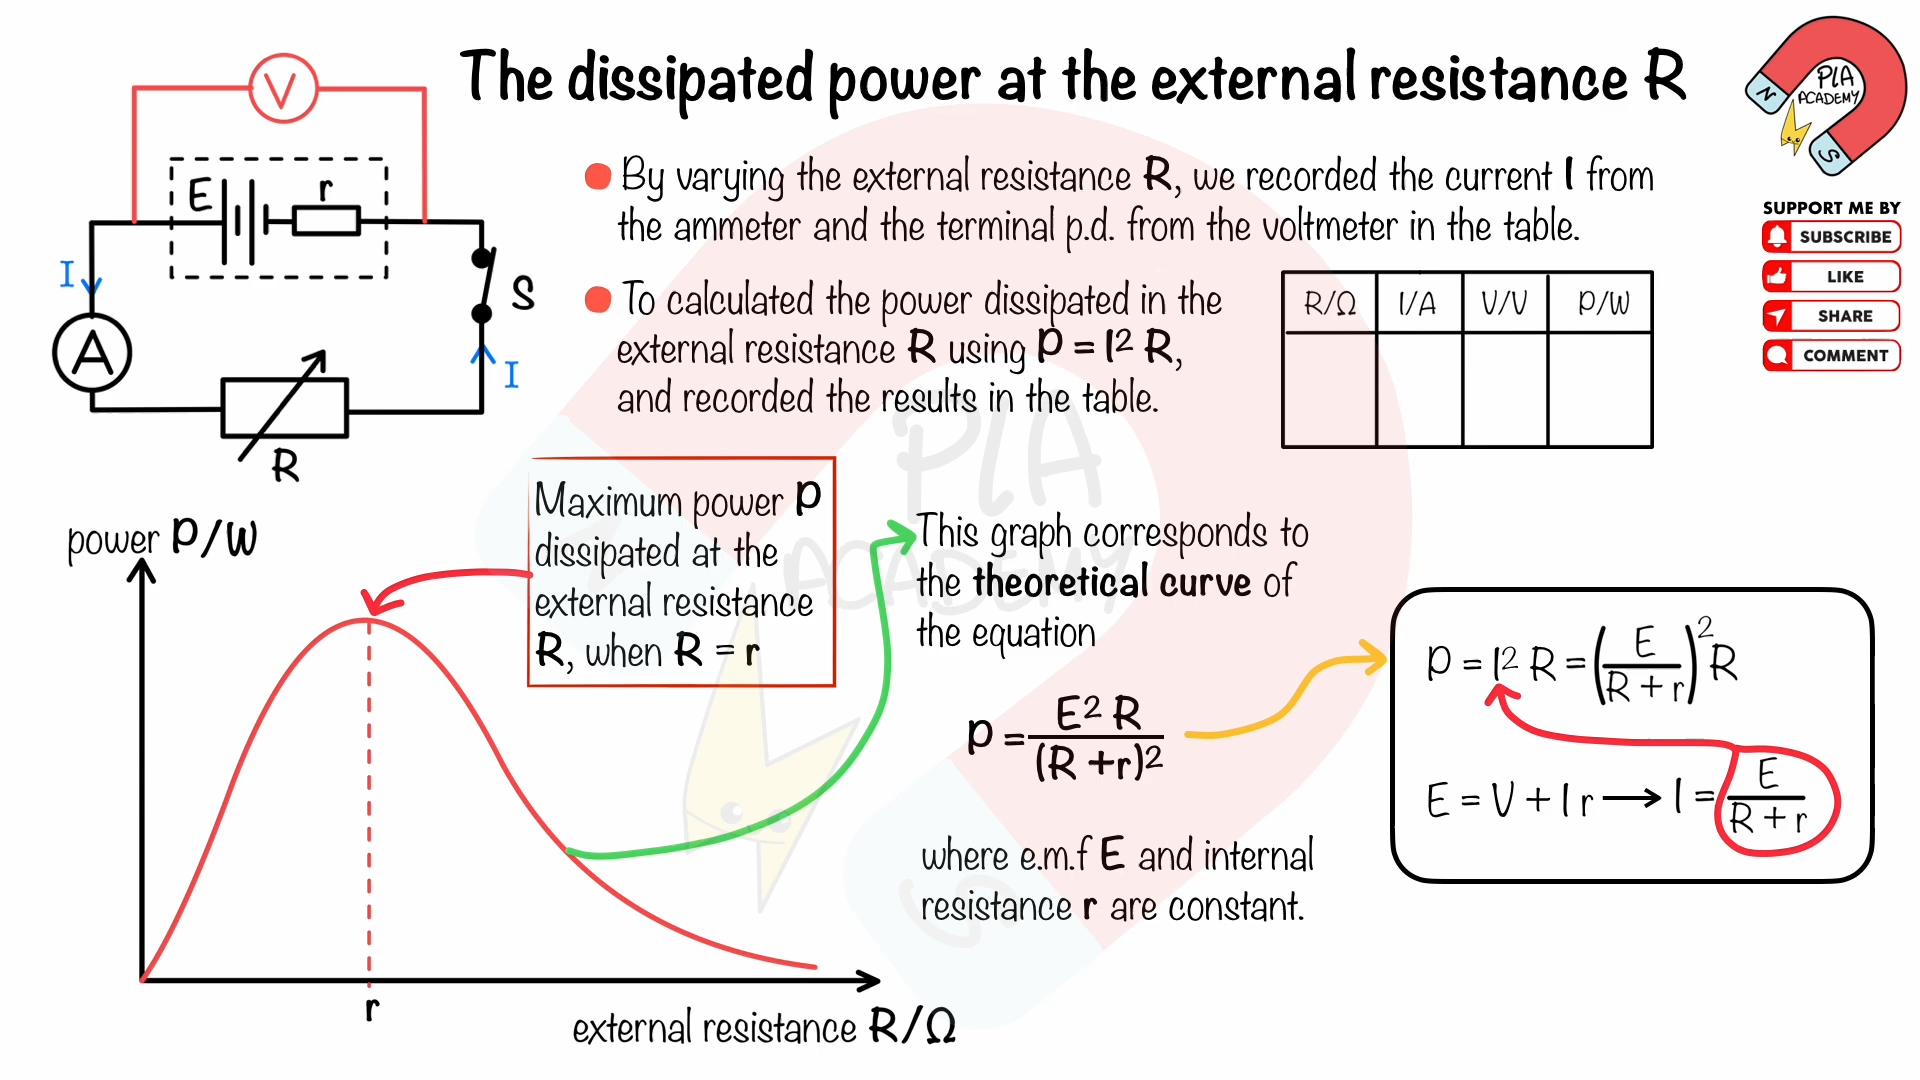 The dissipated power at the external resistance R
PLA
ACADEMY
N
S
SUPPORT ME BY
SUBSCRIBE
LIKE
SHARE
COMMENT
V
E
r
I
S
A
I
R
By varying the external resistance R, we recorded the current I from
the ammeter and the terminal p.d. from the voltmeter in the table.
To calculated the power dissipated in the
external resistance R using P = I² R,
and recorded the results in the table.
R/Ω I/A V/V P/W
power P/W
Maximum power P
dissipated at the
external resistance
R, when R = r
r
external resistance R/Ω
This graph corresponds to
the theoretical curve of
the equation
P = E² R / (R + r)²
where e.m.f E and internal
resistance r are constant.
P = I² R = (E / R + r)² R
E = V + I r → I = E / R + r
PLA
ACADEMY
S